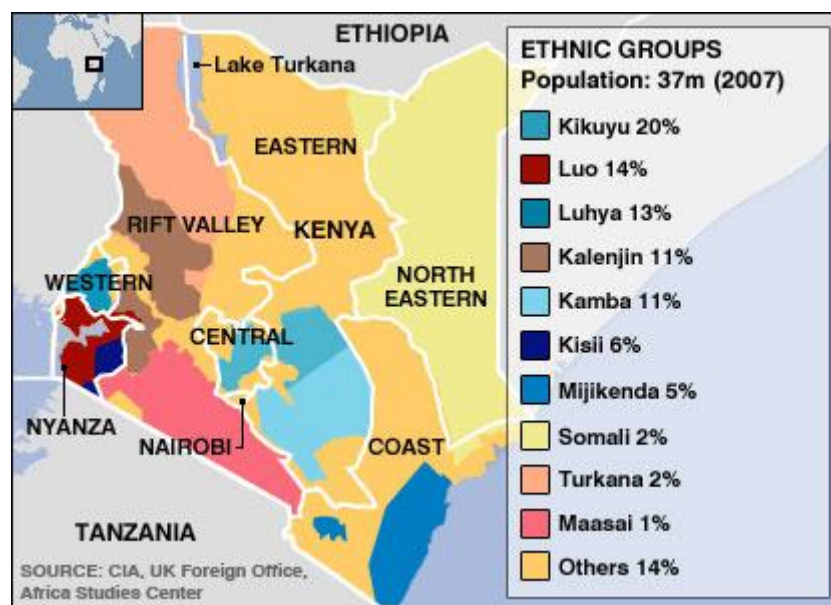 ETHIOPIA
Lake Turkana
EASTERN
RIFT VALLEY
KENYA
WESTERN
NORTH
EASTERN
CENTRAL
NYANZA
NAIROBI
COAST
TANZANIA
SOURCE: CIA, UK Foreign Office,
Africa Studies Center
ETHNIC GROUPS
Population: 37m (2007)
Kikuyu 20%
Luo 14%
Luhya 13%
Kalenjin 11%
Kamba 11%
Kisii 6%
Mijikenda 5%
Somali 2%
Turkana 2%
Maasai 1%
Others 14%